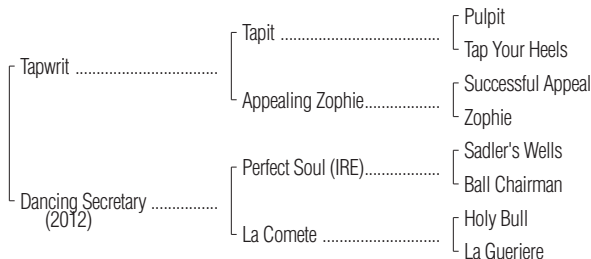 Pulpit
Tapit ........................................
Tap Your Heels
Tapwrit ...................................
Successful Appeal
Appealing Zophie...................
Zophie
Sadler's Wells
Perfect Soul (IRE)...................
Ball Chairman
Dancing Secretary ................
(2012)
Holy Bull
La Comete ..............................
La Gueriere